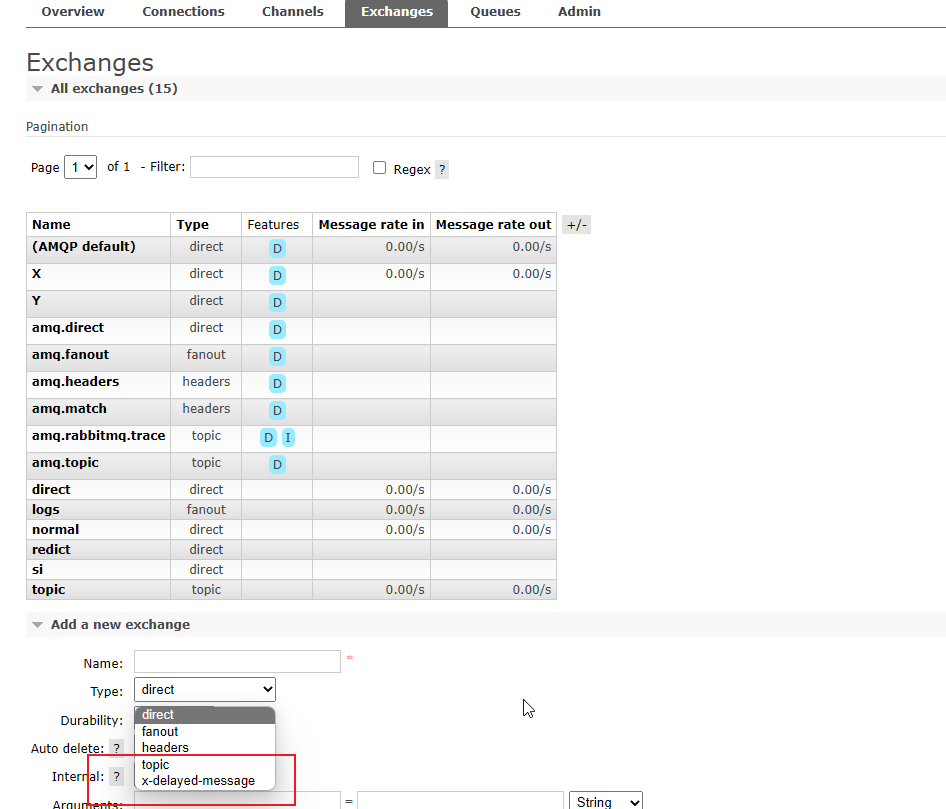 Overview Connections Channels Exchanges Queues Admin
Exchanges
All exchanges (15)
Pagination
Page 1 of 1 - Filter: Regex ?
Name Type Features Message rate in Message rate out +/-
(AMQP default) direct D 0.00/s 0.00/s
X direct D 0.00/s 0.00/s
Y direct D
amq.direct direct D
amq.fanout fanout D
amq.headers headers D
amq.match headers D
amq.rabbitmq.trace topic D I
amq.topic topic D
direct direct 0.00/s 0.00/s
logs fanout 0.00/s 0.00/s
normal direct 0.00/s 0.00/s
redict direct
si direct
topic topic 0.00/s 0.00/s
Add a new exchange
Name: *
Type: direct
Durability: direct
fanout
Auto delete: ? headers
topic
Internal: ? x-delayed-message
Arguments: = String